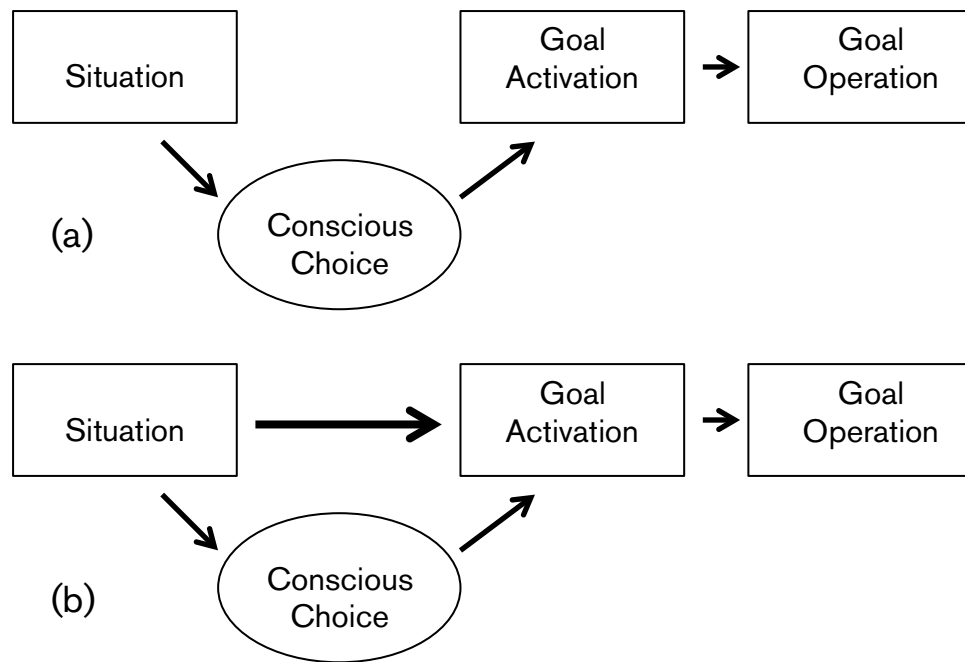 Situation
Goal
Activation
Goal
Operation
(a)
Conscious
Choice
Situation
Goal
Activation
Goal
Operation
(b)
Conscious
Choice